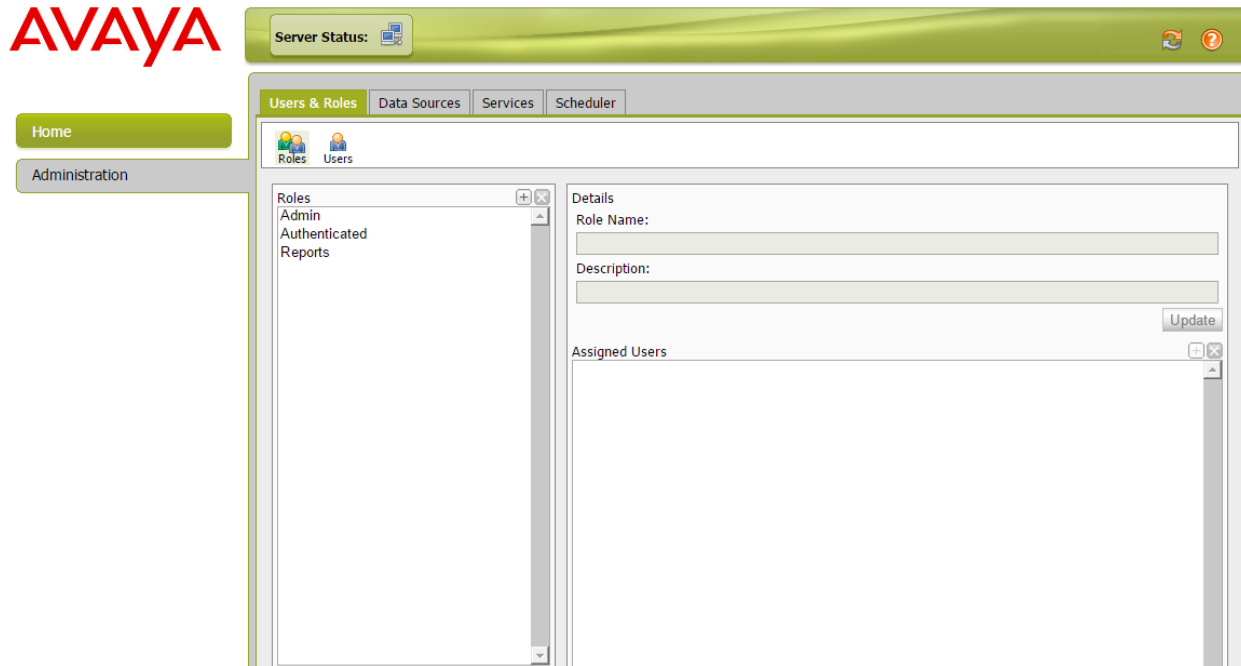 AVAYA
Server Status:
Home
Administration
Users & Roles
Data Sources
Services
Scheduler
Roles
Users
Roles
Admin
Authenticated
Reports
Details
Role Name:
Description:
Update
Assigned Users